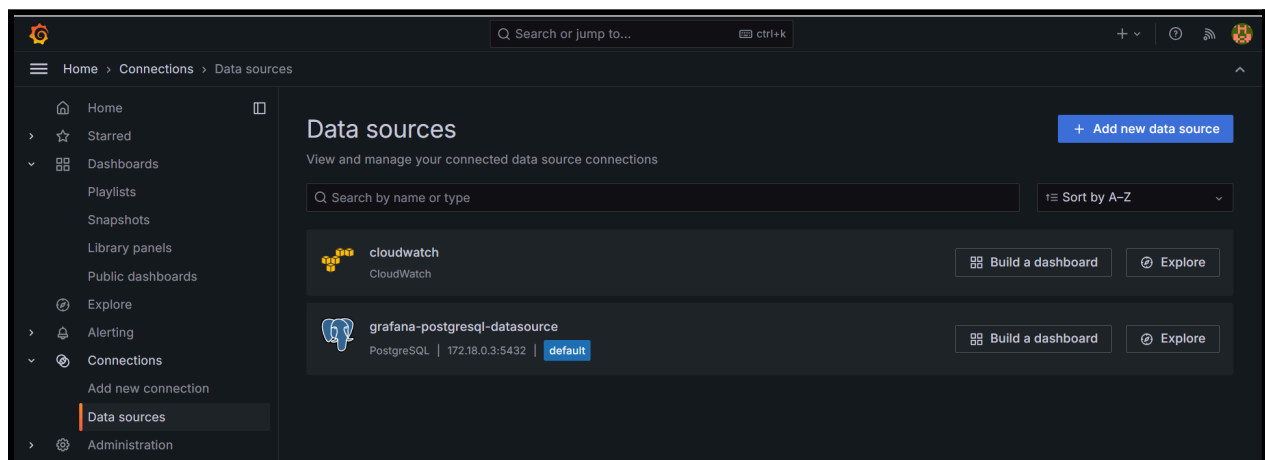 Search or jump to... ctrl+k
Home › Connections › Data sources
Home
Starred
Dashboards
Playlists
Snapshots
Library panels
Public dashboards
Explore
Alerting
Connections
Add new connection
Data sources
Administration
Data sources
+ Add new data source
View and manage your connected data source connections
Search by name or type
Sort by A–Z
cloudwatch
CloudWatch
Build a dashboard
Explore
grafana-postgresql-datasource
PostgreSQL | 172.18.0.3:5432 | default
Build a dashboard
Explore